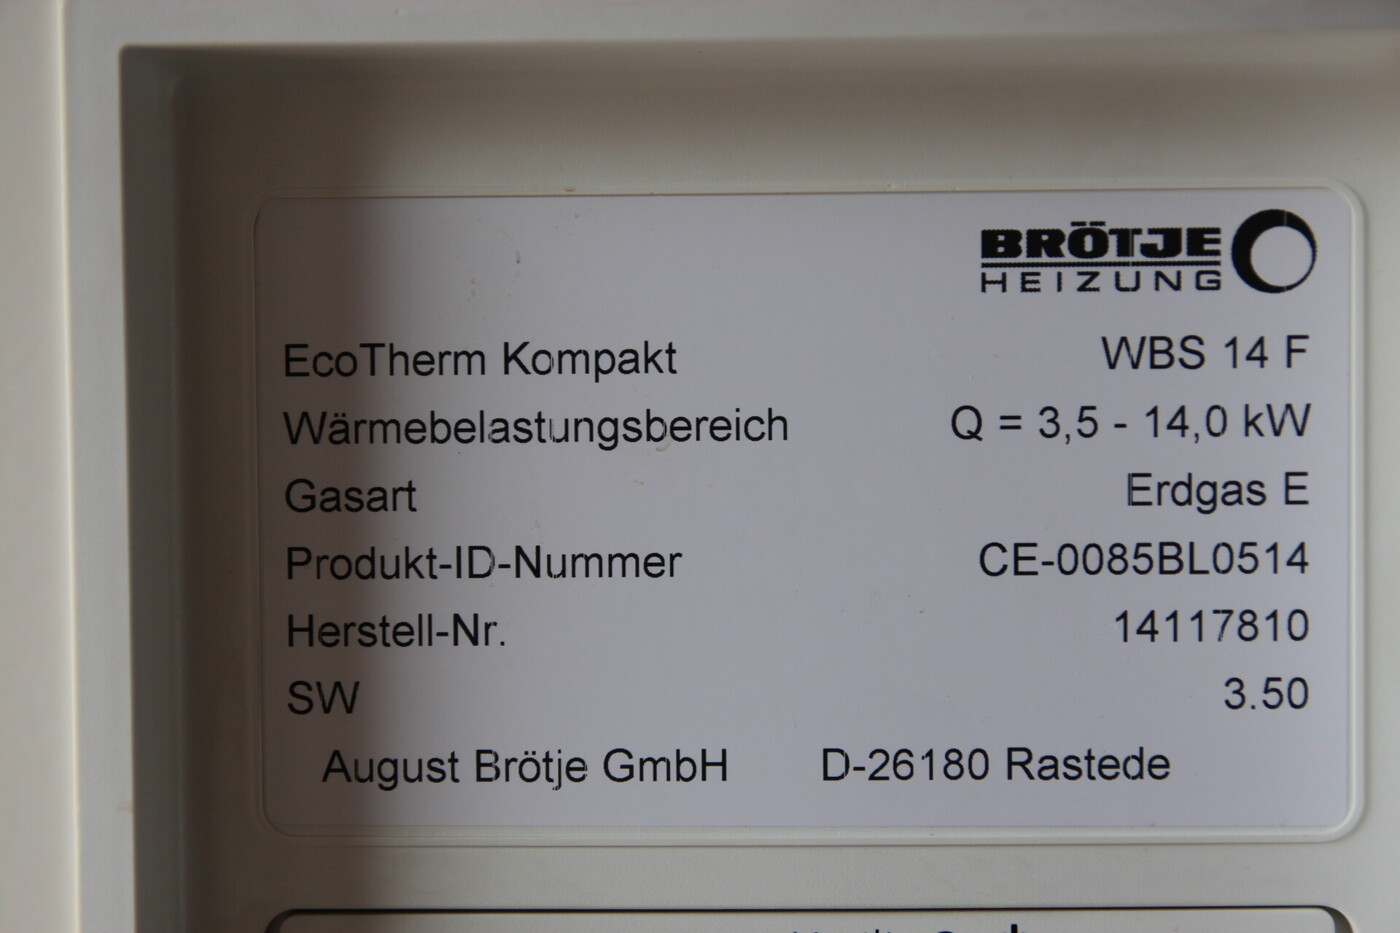 BRÖTJE
HEIZUNG
EcoTherm Kompakt WBS 14 F
Wärmebelastungsbereich Q = 3,5 - 14,0 kW
Gasart Erdgas E
Produkt-ID-Nummer CE-0085BL0514
Herstell-Nr. 14117810
SW 3.50
August Brötje GmbH D-26180 Rastede